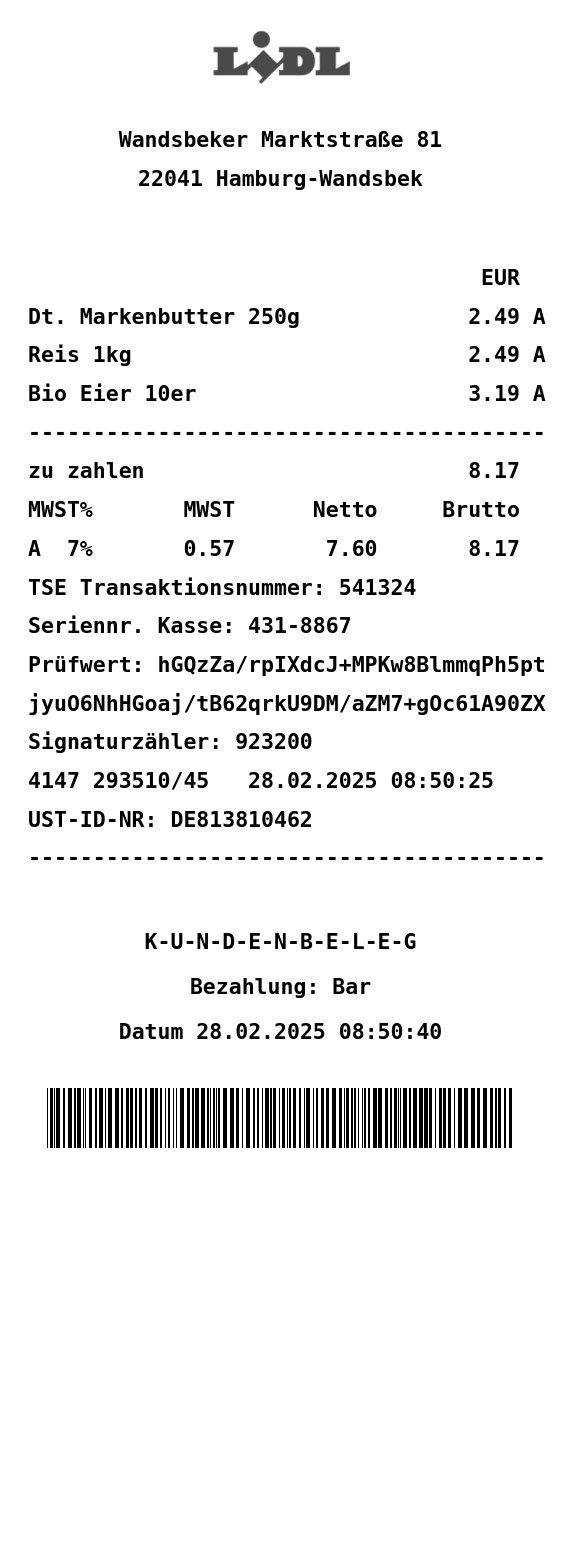 LIDL
Wandsbeker Marktstraße 81
22041 Hamburg-Wandsbek
EUR
Dt. Markenbutter 250g 2.49 A
Reis 1kg 2.49 A
Bio Eier 10er 3.19 A
----------------------------------------
zu zahlen 8.17
MWST% MWST Netto Brutto
A 7% 0.57 7.60 8.17
TSE Transaktionsnummer: 541324
Seriennr. Kasse: 431-8867
Prüfwert: hGQzZa/rpIXdcJ+MPKw8BlmmqPh5pt
jyuO6NhHGoaj/tB62qrkU9DM/aZM7+gOc61A90ZX
Signaturzähler: 923200
4147 293510/45 28.02.2025 08:50:25
UST-ID-NR: DE813810462
----------------------------------------
K-U-N-D-E-N-B-E-L-E-G
Bezahlung: Bar
Datum 28.02.2025 08:50:40